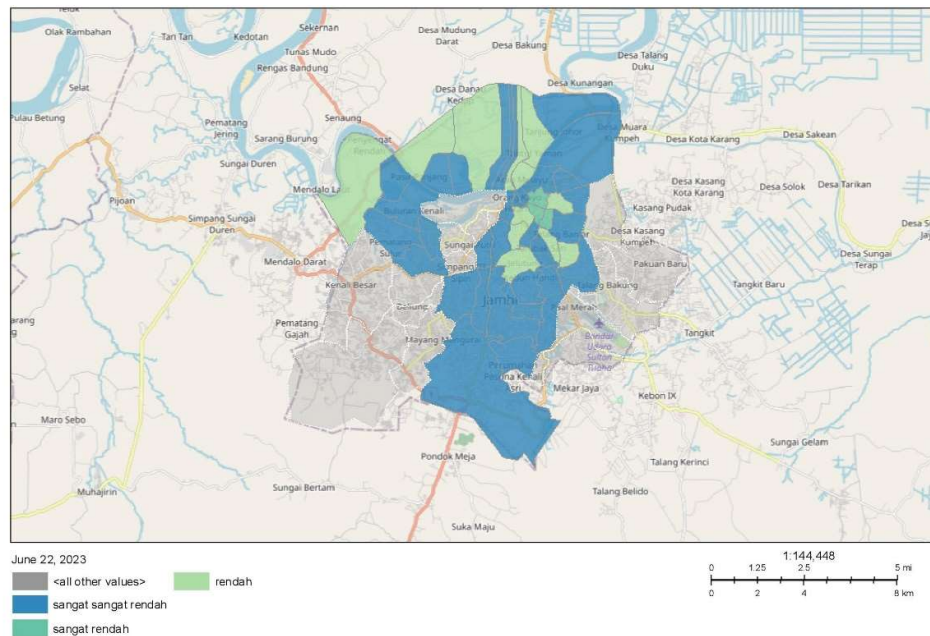 Olak Rambahan
Tan Tan
Kedotan
Sekernan
Tunas Mudo
Desa Mudung
Darat
Desa Bakung
Desa Talang
Duku
Rengas Bandung
Selat
Desa Kunangan
Pulau Betung
Pematang
Jering
Senaung
Sarang Burung
Desa Muara
Kumpeh
Desa Kota Karang
Desa Sakean
Sungai Duren
Mendalo Laut
Desa Kasang
Kota Karang
Desa Solok
Desa Tarikan
Pijoan
Simpang Sungai
Duren
Kasang Pudak
Desa Kasang
Kumpeh
Desa Sungai
Terap
Mendalo Darat
Pakuan Baru
Kenali Besar
Tangkit Baru
Jambi
Pematang
Gajah
Tangkit
Bandar
Udara
Sultan
Mekar Jaya
Kebon IX
Maro Sebo
Sungai Gelam
Pondok Meja
Talang Kerinci
Muhajirin
Sungai Bertam
Talang Belido
Suka Maju
June 22, 2023
<all other values>
rendah
sangat sangat rendah
sangat rendah
1:144,448
0 1.25 2.5 5 mi
0 2 4 8 km